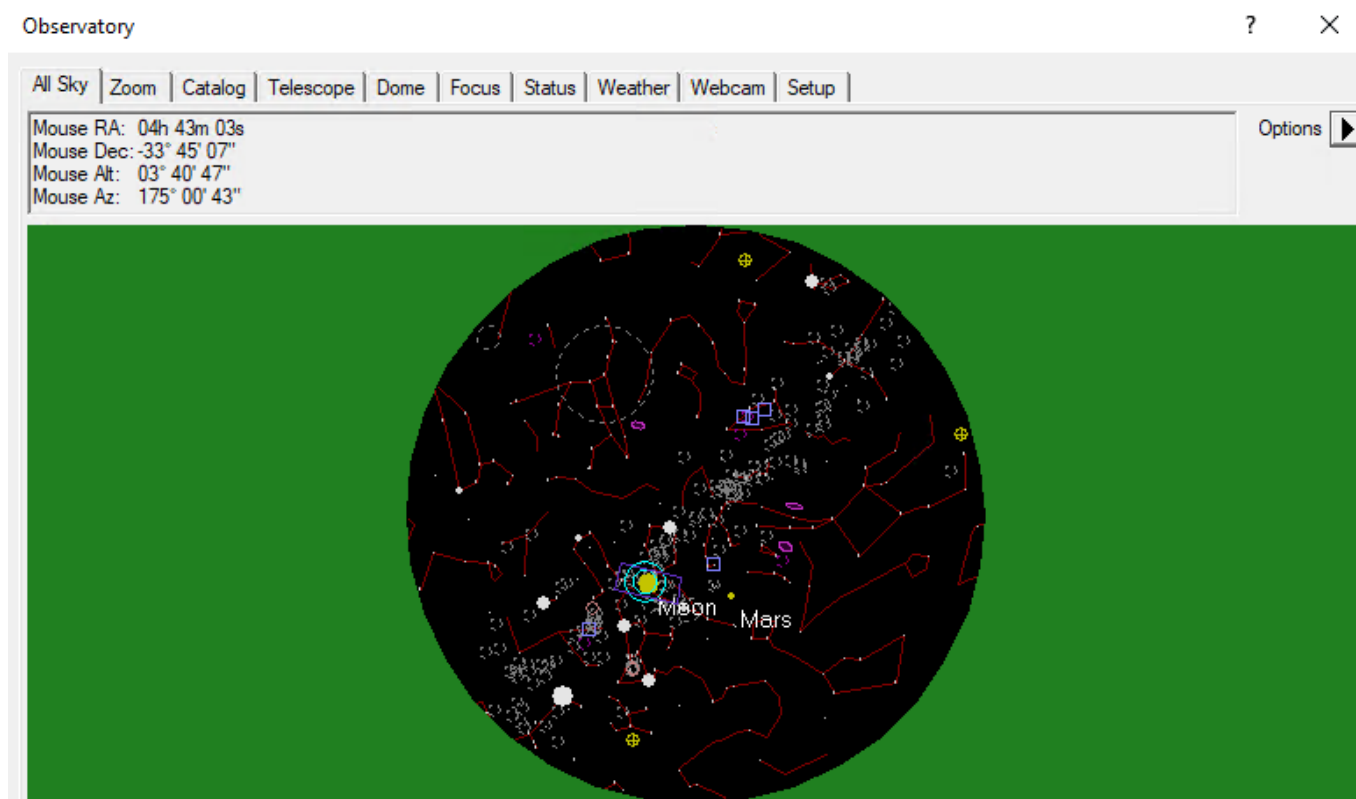 Observatory ?
All Sky Zoom Catalog Telescope Dome Focus Status Weather Webcam Setup
Mouse RA: 04h 43m 03s
Mouse Dec: -33° 45' 07"
Mouse Alt: 03° 40' 47"
Mouse Az: 175° 00' 43"
Options
Moon
Mars